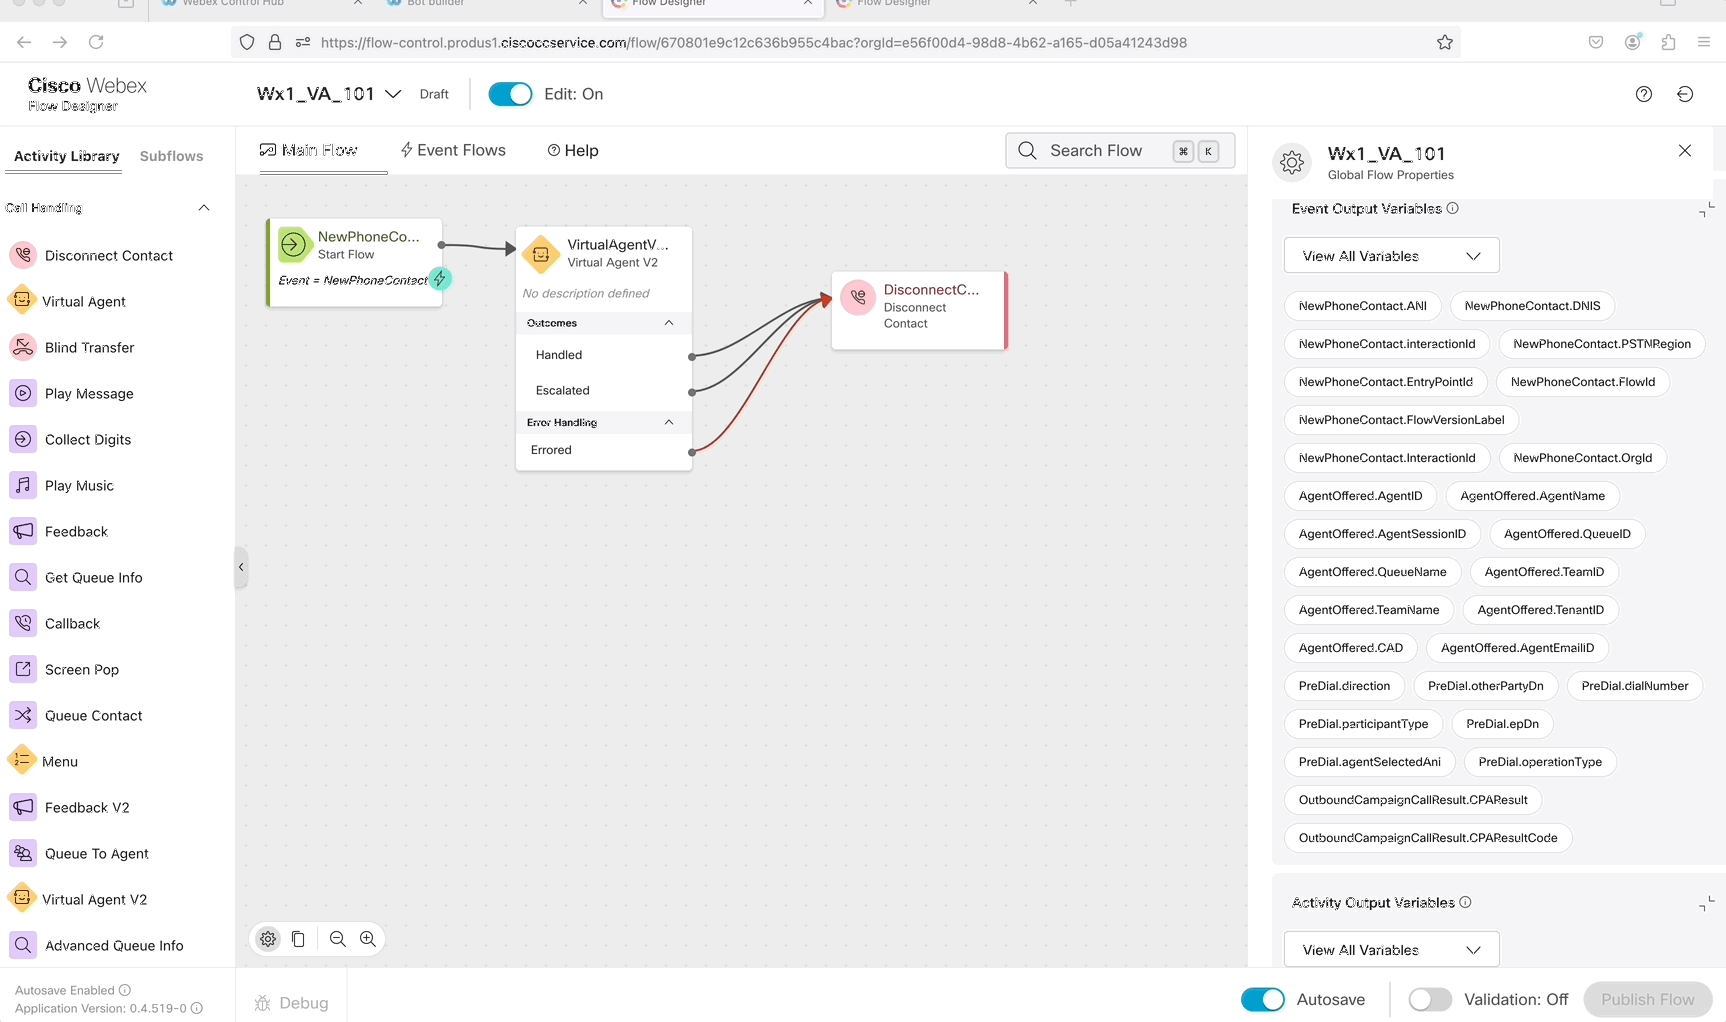 Webex Control Hub
Bot builder
Flow Designer
Flow Designer
https://flow-control.produs1.ciscoccservice.com/flow/670801e9c12c636b955c4bac?orgId=e56f00d4-98d8-4b62-a165-d05a41243d98
Cisco Webex
Flow Designer
Wx1_VA_101
Draft
Edit: On
Activity Library
Subflows
Call Handling
Disconnect Contact
Virtual Agent
Blind Transfer
Play Message
Collect Digits
Play Music
Feedback
Get Queue Info
Callback
Screen Pop
Queue Contact
Menu
Feedback V2
Queue To Agent
Virtual Agent V2
Advanced Queue Info
Autosave Enabled
Application Version: 0.4.519-0
Main Flow
Event Flows
Help
Search Flow
⌘ K
NewPhoneCo...
Start Flow
Event = NewPhoneContact
VirtualAgentV...
Virtual Agent V2
No description defined
Outcomes
Handled
Escalated
Error Handling
Errored
DisconnectC...
Disconnect
Contact
Debug
Wx1_VA_101
Global Flow Properties
Event Output Variables
View All Variables
NewPhoneContact.ANI
NewPhoneContact.DNIS
NewPhoneContact.interactionId
NewPhoneContact.PSTNRegion
NewPhoneContact.EntryPointId
NewPhoneContact.FlowId
NewPhoneContact.FlowVersionLabel
NewPhoneContact.InteractionId
NewPhoneContact.OrgId
AgentOffered.AgentID
AgentOffered.AgentName
AgentOffered.AgentSessionID
AgentOffered.QueueID
AgentOffered.QueueName
AgentOffered.TeamID
AgentOffered.TeamName
AgentOffered.TenantID
AgentOffered.CAD
AgentOffered.AgentEmailID
PreDial.direction
PreDial.otherPartyDn
PreDial.dialNumber
PreDial.participantType
PreDial.epDn
PreDial.agentSelectedAni
PreDial.operationType
OutboundCampaignCallResult.CPAResult
OutboundCampaignCallResult.CPAResultCode
Activity Output Variables
View All Variables
Autosave
Validation: Off
Publish Flow